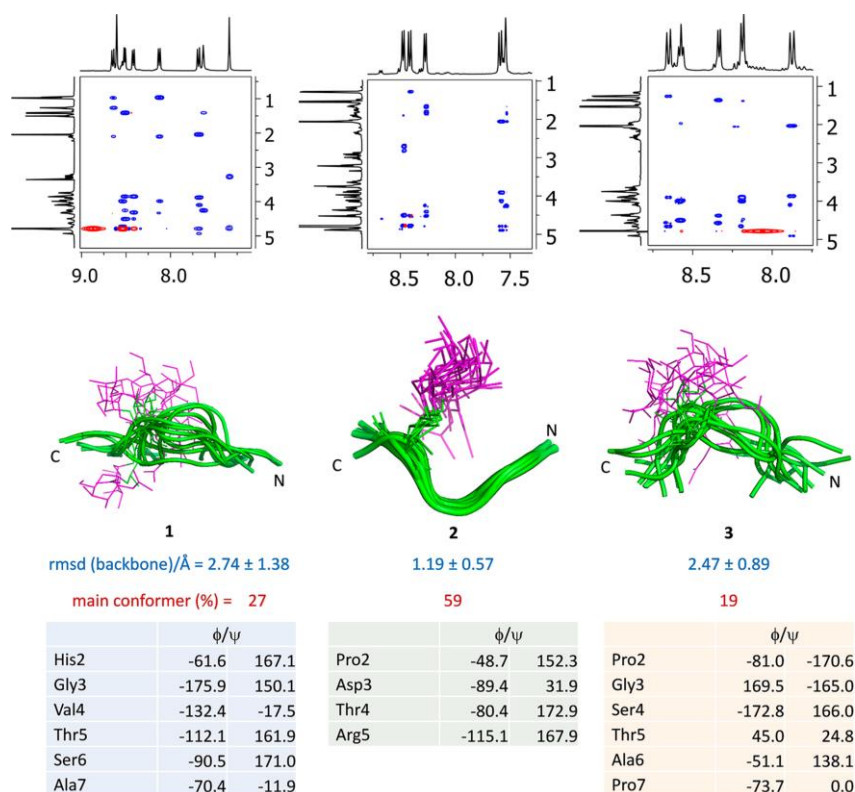 1
2
3
4
5
9.0 8.0
1
2
3
4
5
8.5 8.0 7.5
1
2
3
4
5
8.5 8.0
C N
1
C N
2
C N
3
rmsd (backbone)/Å = 2.74 ± 1.38 1.19 ± 0.57 2.47 ± 0.89
main conformer (%) = 27 59 19
ϕ/ψ
His2 -61.6 167.1
Gly3 -175.9 150.1
Val4 -132.4 -17.5
Thr5 -112.1 161.9
Ser6 -90.5 171.0
Ala7 -70.4 -11.9
ϕ/ψ
Pro2 -48.7 152.3
Asp3 -89.4 31.9
Thr4 -80.4 172.9
Arg5 -115.1 167.9
ϕ/ψ
Pro2 -81.0 -170.6
Gly3 169.5 -165.0
Ser4 -172.8 166.0
Thr5 45.0 24.8
Ala6 -51.1 138.1
Pro7 -73.7 0.0